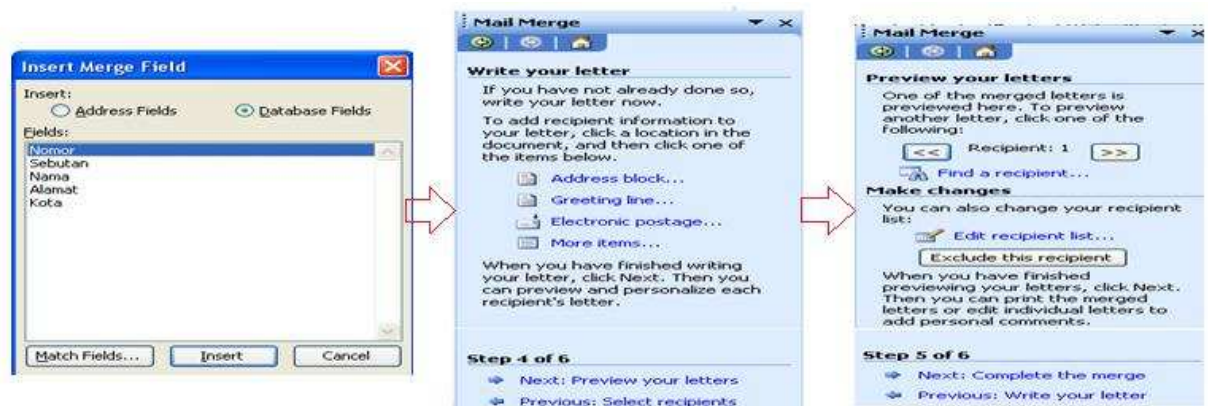 Insert Merge Field
Insert:
Address Fields
Database Fields
Fields:
Nomor
Sebutan
Nama
Alamat
Kota
Match Fields...
Insert
Cancel
Mail Merge
Write your letter
If you have not already done so,
write your letter now.
To add recipient information to
your letter, click a location in the
document, and then click one of
the items below.
Address block...
Greeting line...
Electronic postage...
More items...
When you have finished writing
your letter, click Next. Then you
can preview and personalize each
recipient's letter.
Step 4 of 6
Next: Preview your letters
Previous: Select recipients
Mail Merge
Preview your letters
One of the merged letters is
previewed here. To preview
another letter, click one of the
following:
<< Recipient: 1 >>
Find a recipient...
Make changes
You can also change your recipient
list:
Edit recipient list...
Exclude this recipient
When you have finished
previewing your letters, click Next.
Then you can print the merged
letters or edit individual letters to
add personal comments.
Step 5 of 6
Next: Complete the merge
Previous: Write your letter